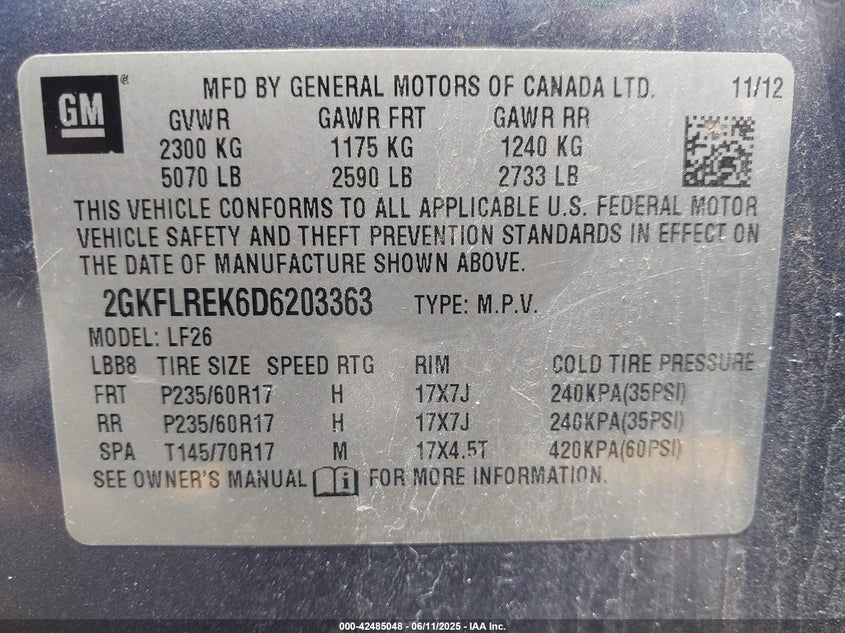 GM ® MFD BY GENERAL MOTORS OF CANADA LTD. 11/12
GVWR GAWR FRT GAWR RR
2300 KG 1175 KG 1240 KG
5070 LB 2590 LB 2733 LB
THIS VEHICLE CONFORMS TO ALL APPLICABLE U.S. FEDERAL MOTOR
VEHICLE SAFETY AND THEFT PREVENTION STANDARDS IN EFFECT ON
THE DATE OF MANUFACTURE SHOWN ABOVE.
2GKFLREK6D6203363 TYPE: M.P.V.
MODEL: LF26
LBB8 TIRE SIZE SPEED RTG RIM COLD TIRE PRESSURE
FRT P235/60R17 H 17X7J 240KPA(35PSI)
RR P235/60R17 H 17X7J 240KPA(35PSI)
SPA T145/70R17 M 17X4.5T 420KPA(60PSI)
SEE OWNER'S MANUAL i FOR MORE INFORMATION.
000-42485048 - 06/11/2025 - IAA Inc.